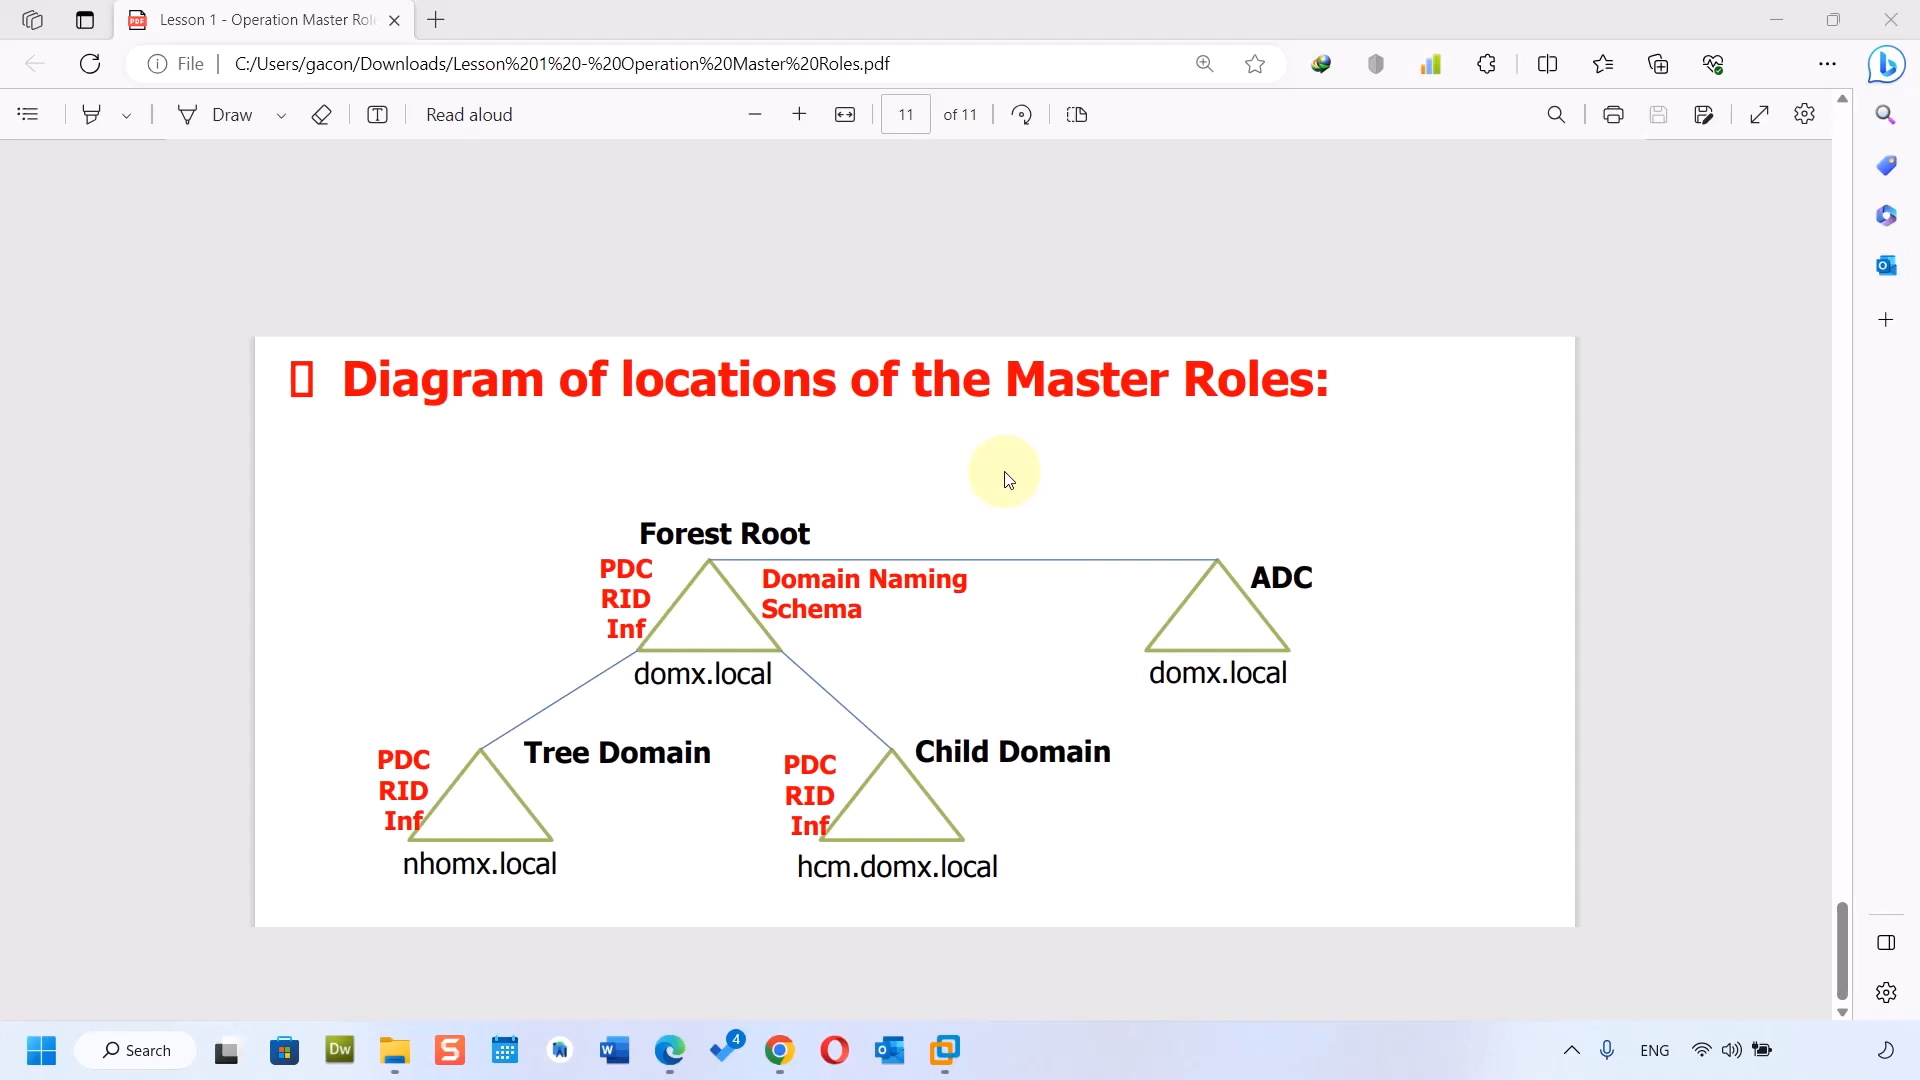 Lesson 1 - Operation Master Rol
File
C:/Users/gacon/Downloads/Lesson%201%20-%20Operation%20Master%20Roles.pdf
Draw
Read aloud
11
of 11
Diagram of locations of the Master Roles:
Forest Root
PDC
RID
Inf
Domain Naming
Schema
domx.local
ADC
domx.local
Tree Domain
PDC
RID
Inf
nhomx.local
Child Domain
PDC
RID
Inf
hcm.domx.local
Search
Dw
4
ENG